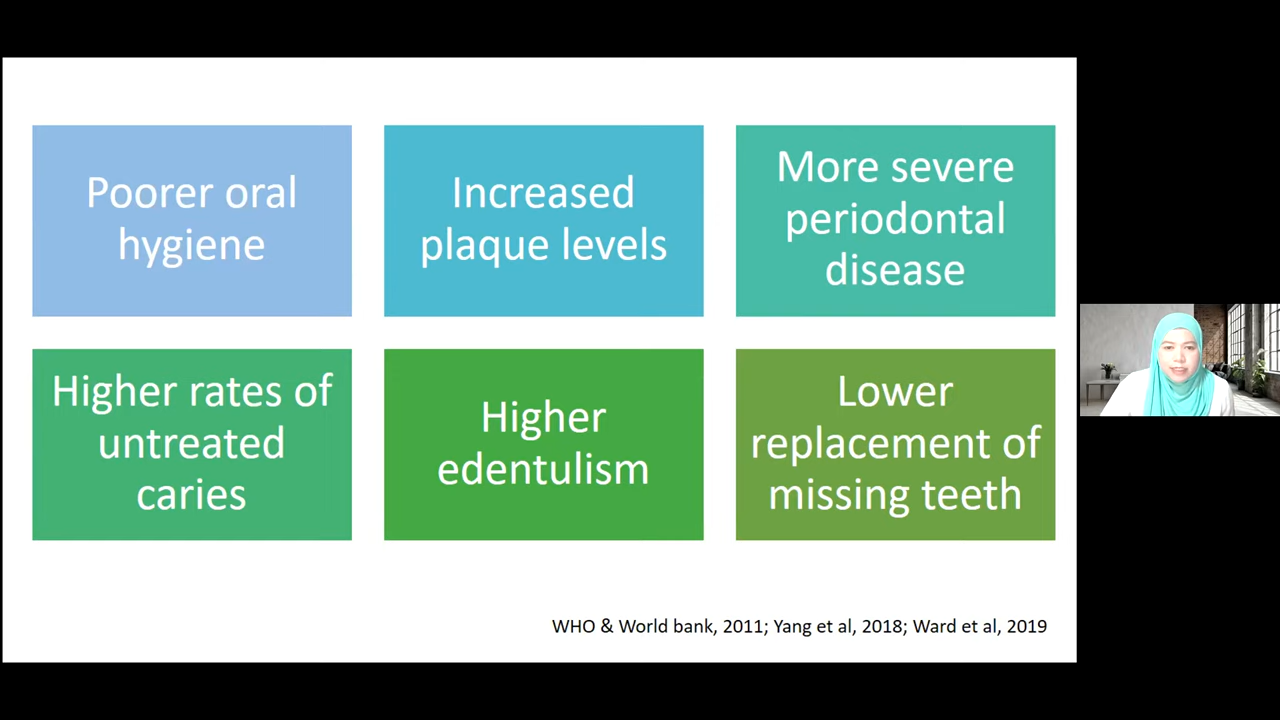 Poorer oral
hygiene
Increased
plaque levels
More severe
periodontal
disease
Higher rates of
untreated
caries
Higher
edentulism
Lower
replacement of
missing teeth
WHO & World bank, 2011; Yang et al, 2018; Ward et al, 2019